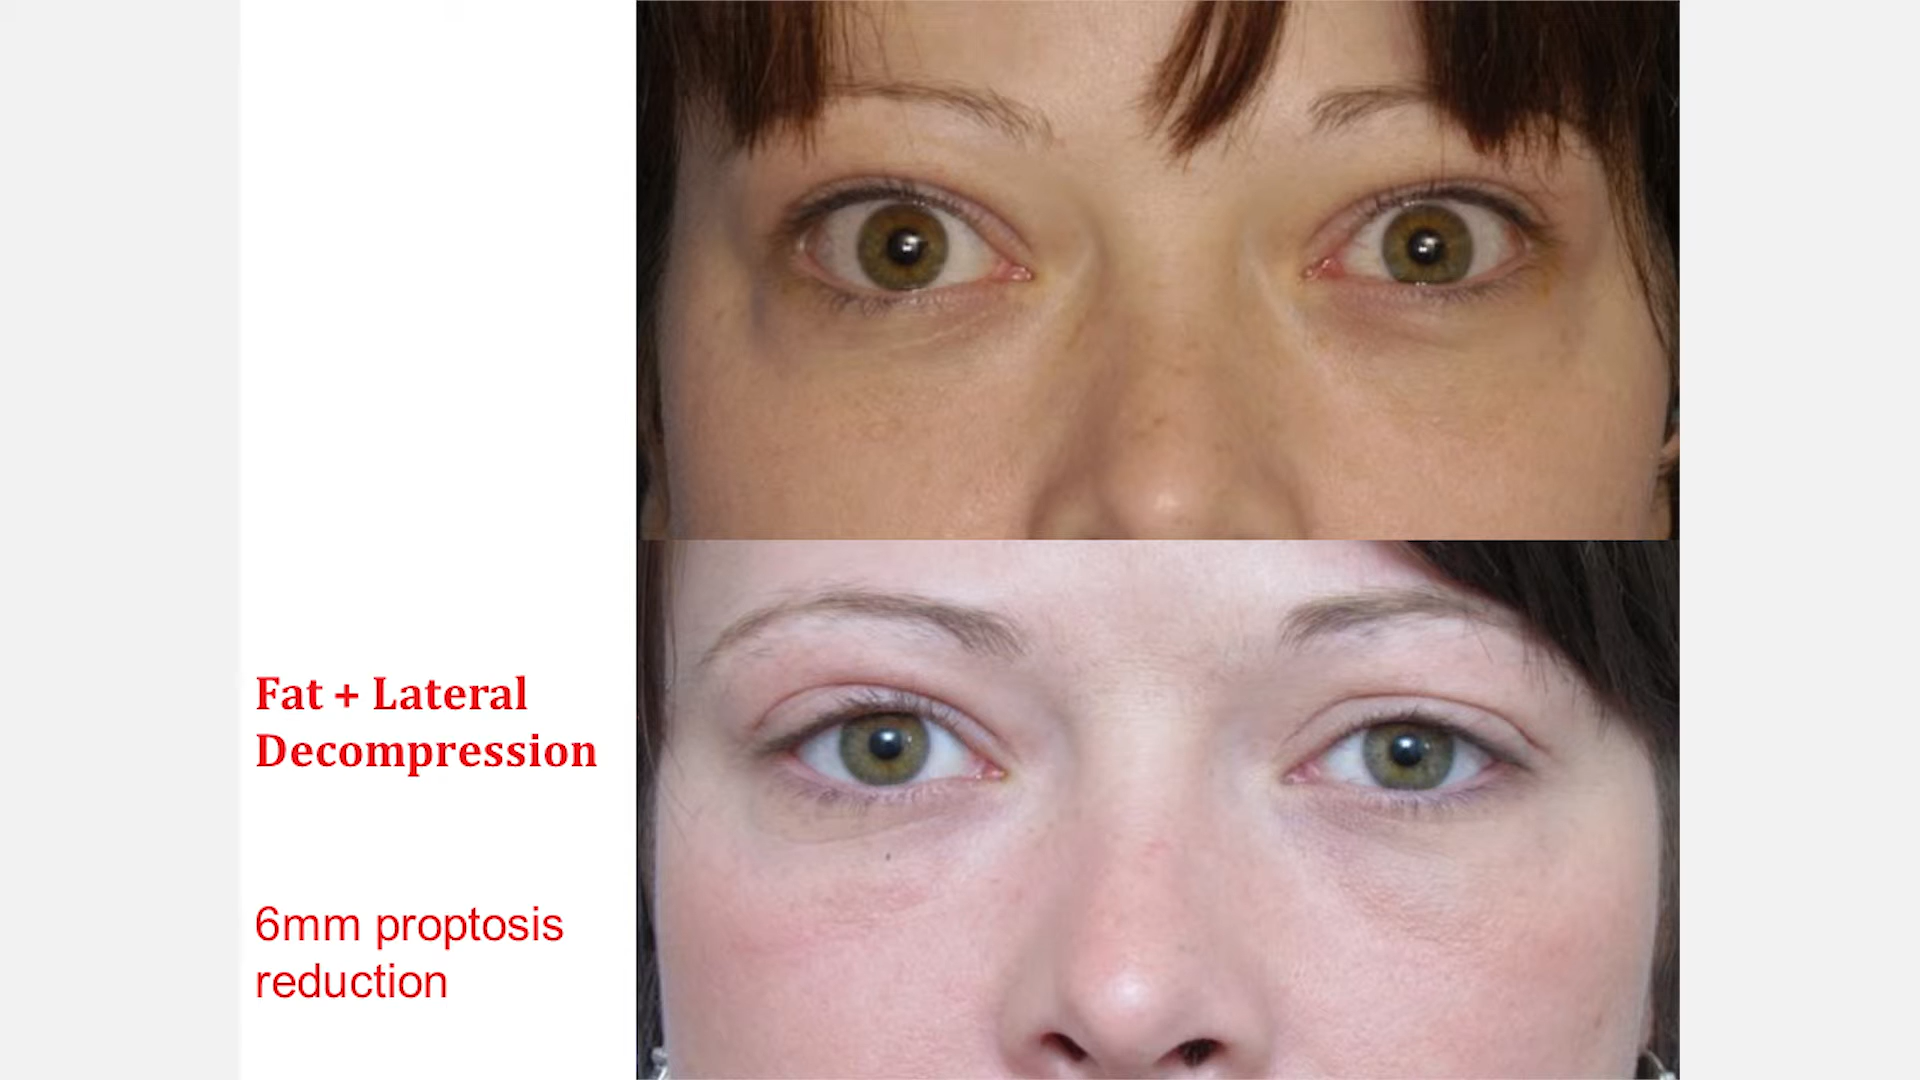 Fat + Lateral
Decompression
6mm proptosis
reduction